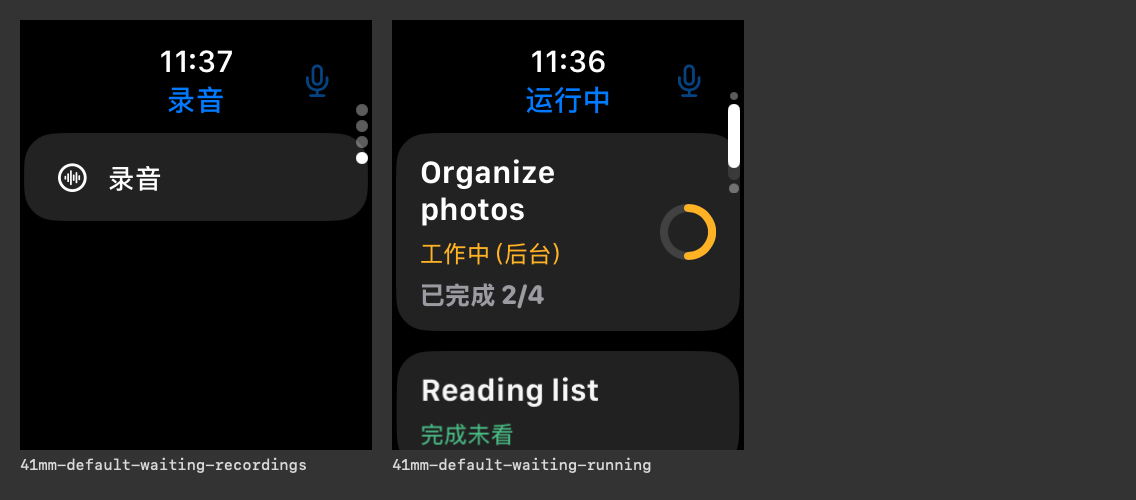 11:37
录音
录音
41mm-default-waiting-recordings
11:36
运行中
Organize
photos
工作中 (后台)
已完成 2/4
Reading list
完成未看
41mm-default-waiting-running